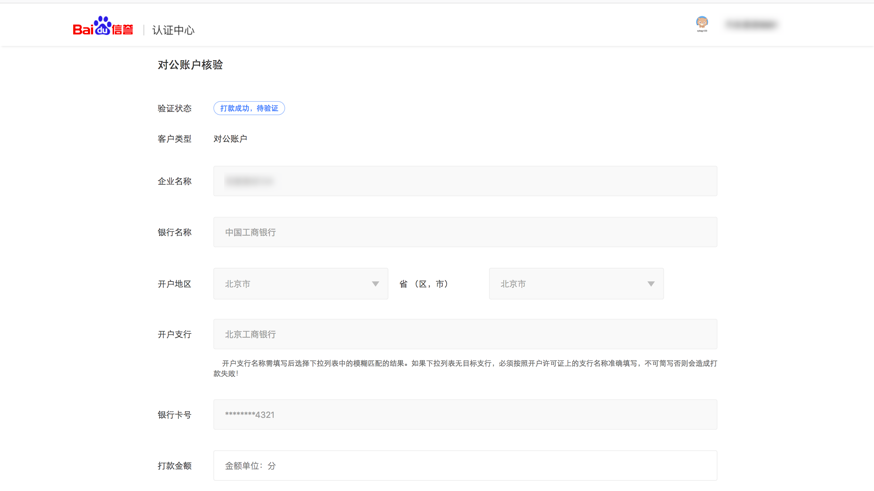 Bai du 信誉 认证中心
对公账户核验
验证状态 打款成功，待验证
客户类型 对公账户
企业名称
银行名称 中国工商银行
开户地区 北京市 省 （区，市） 北京市
开户支行 北京工商银行
开户支行名称需填写后选择下拉列表中的模糊匹配的结果。如果下拉列表无目标支行，必须按照开户许可证上的支行名称准确填写，不可简写否则会造成打
款失败！
银行卡号 ********4321
打款金额 金额单位：分